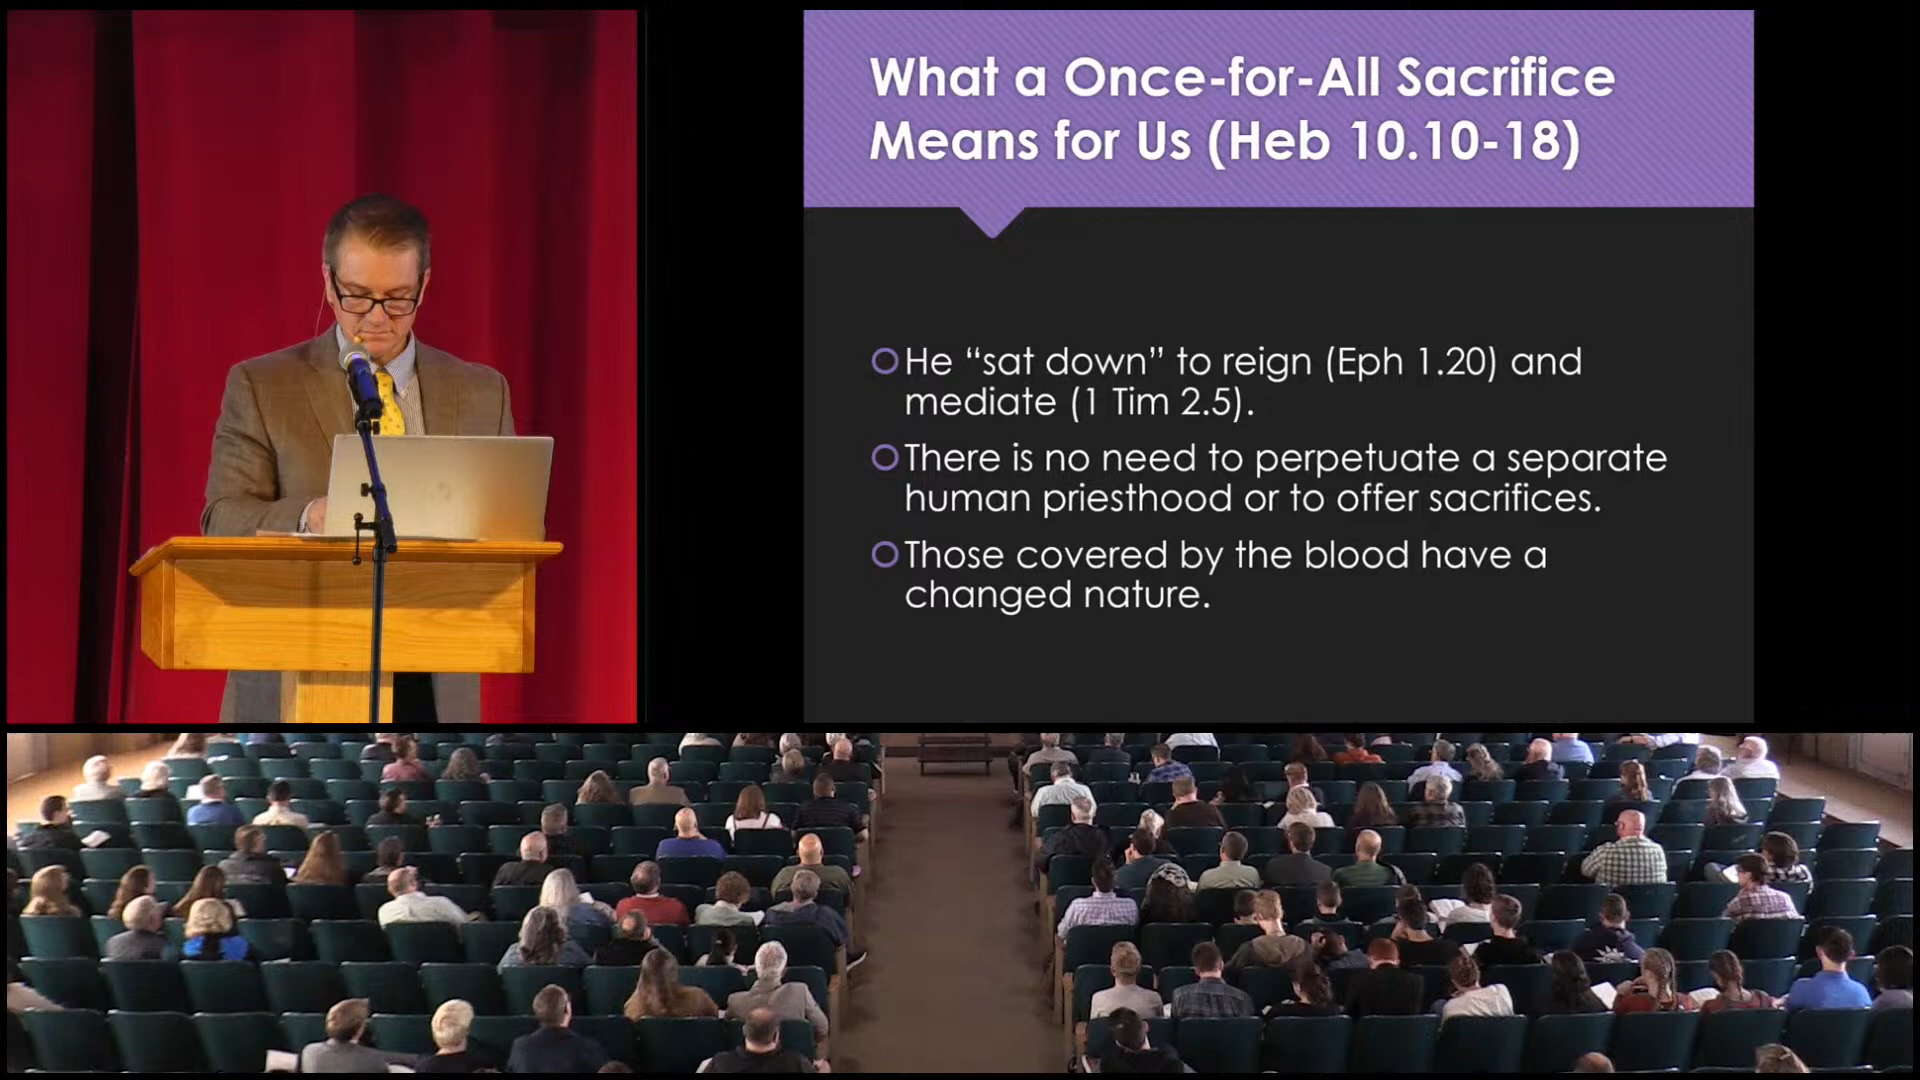 What a Once-for-All Sacrifice
Means for Us (Heb 10.10-18)
He “sat down” to reign (Eph 1.20) and
mediate (1 Tim 2.5).
There is no need to perpetuate a separate
human priesthood or to offer sacrifices.
Those covered by the blood have a
changed nature.